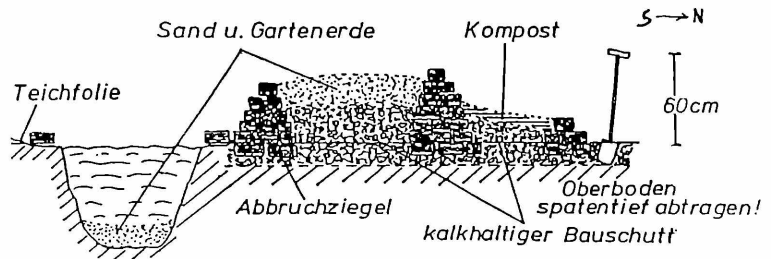 S → N
Sand u. Gartenerde
Kompost
Teichfolie
60cm
Abbruchziegel
Oberboden
spatentief abtragen!
kalkhaltiger Bauschutt